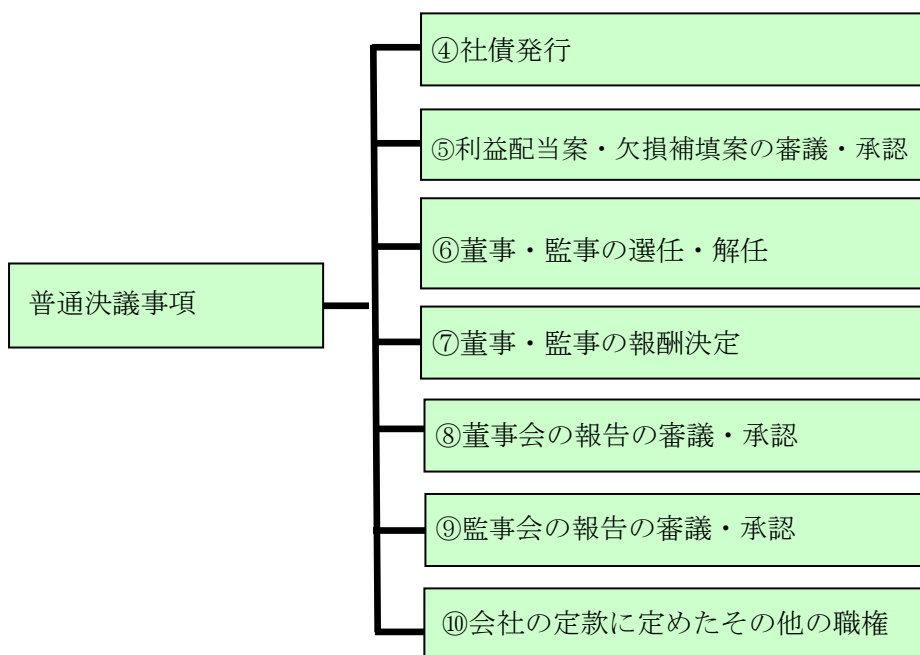 ④社債発行
⑤利益配当案・欠損補填案の審議・承認
⑥董事・監事の選任・解任
普通決議事項
⑦董事・監事の報酬決定
⑧董事会の報告の審議・承認
⑨監事会の報告の審議・承認
⑩会社の定款に定めたその他の職権